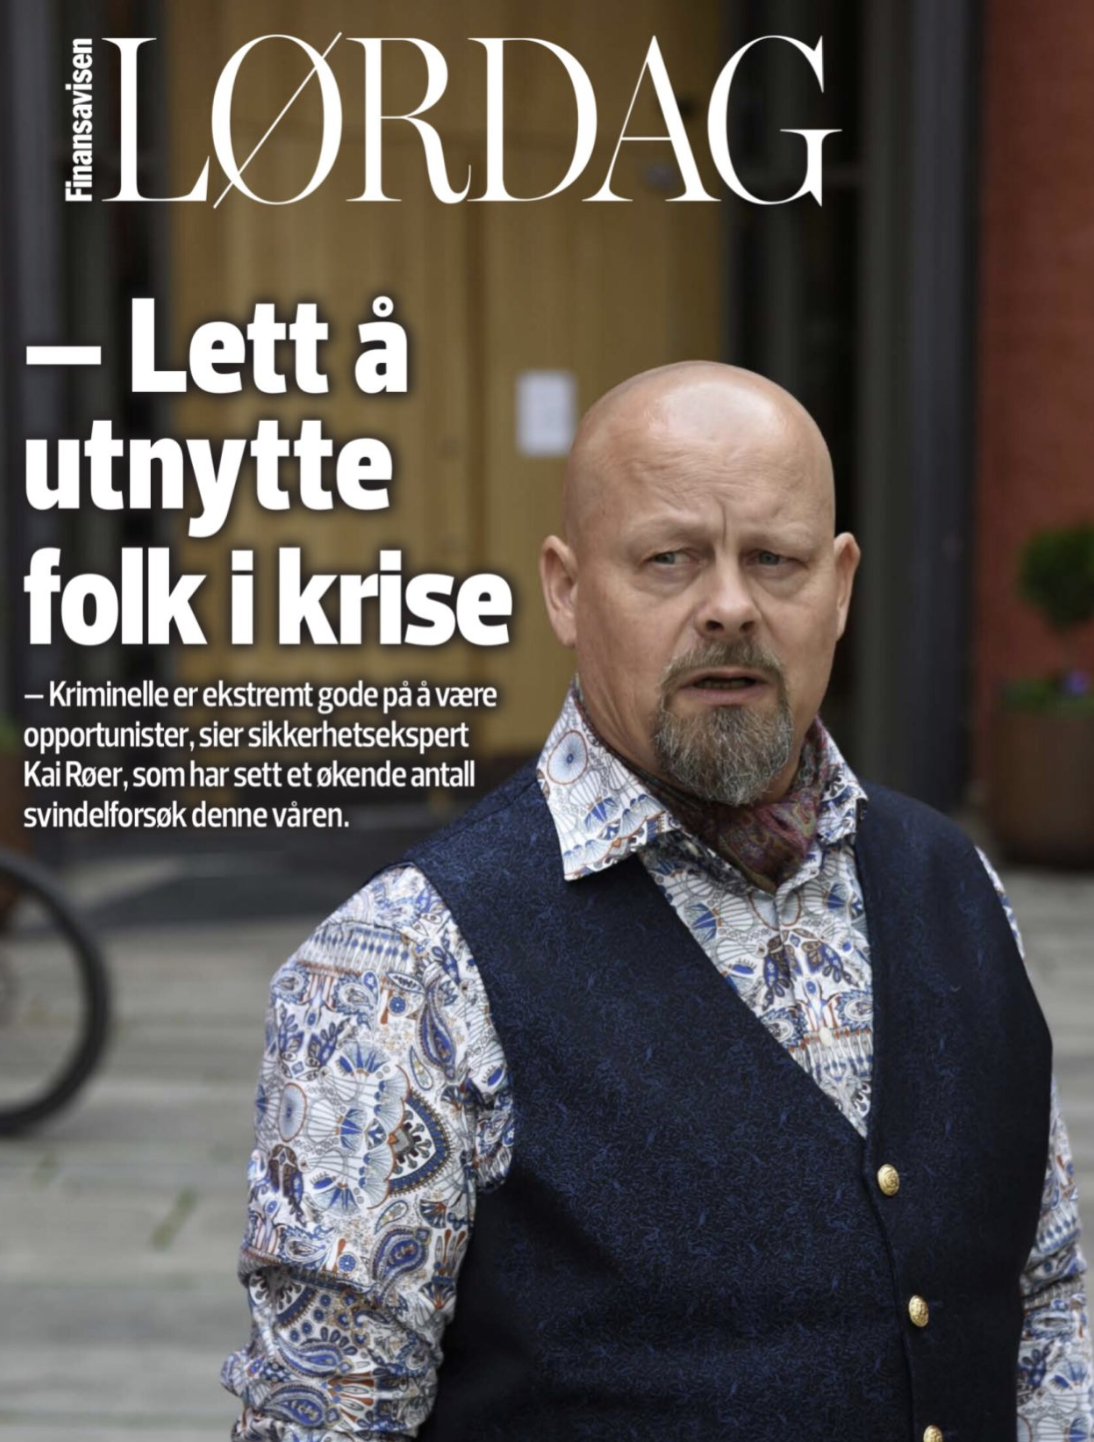 Finansavisen
LØRDAG
– Lett å
utnytte
folk i krise
– Kriminelle er ekstremt gode på å være
opportunister, sier sikkerhetsekspert
Kai Røer, som har sett et økende antall
svindelforsøk denne våren.